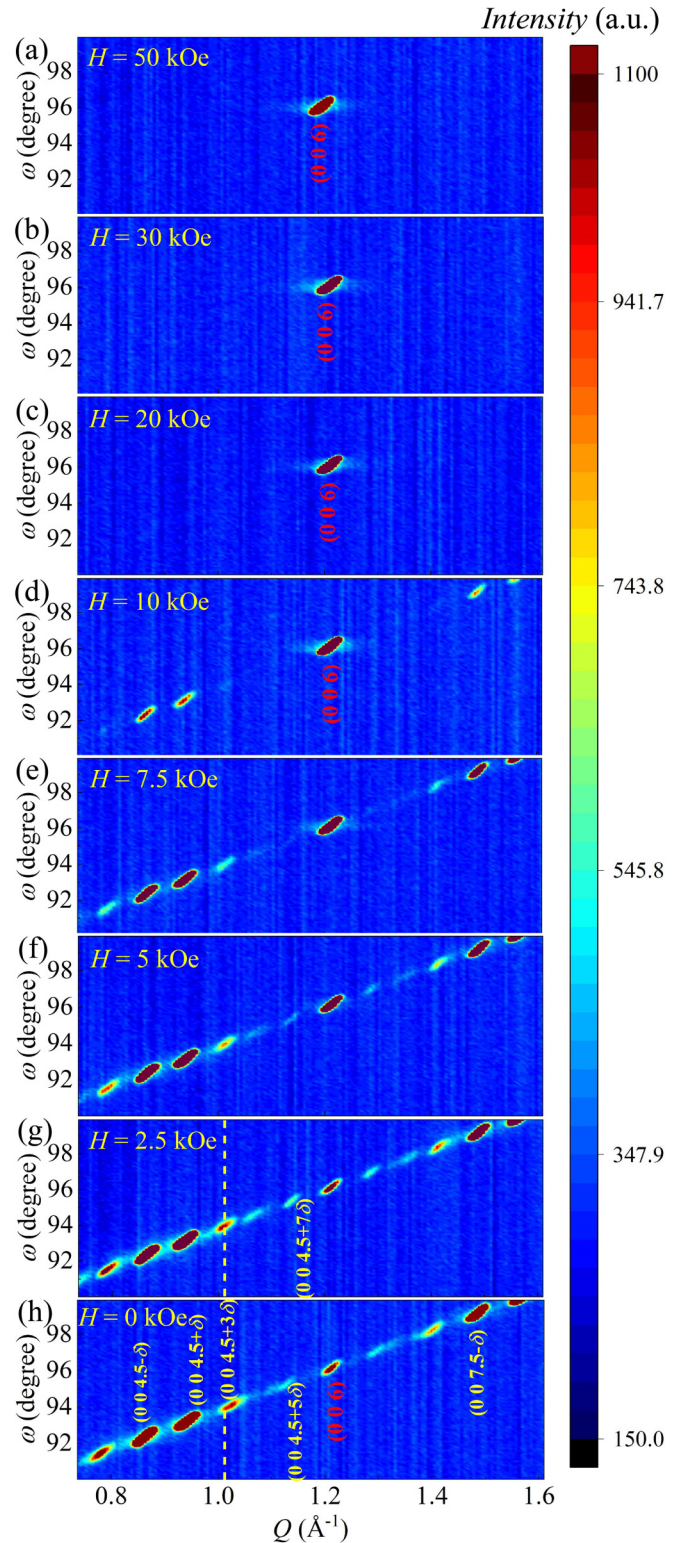 Intensity (a.u.)
(a)
H = 50 kOe
98
96
94
92
ω (degree)
(0 0 6)
(b)
H = 30 kOe
98
96
94
92
ω (degree)
(0 0 6)
(c)
H = 20 kOe
98
96
94
92
ω (degree)
(0 0 6)
(d)
H = 10 kOe
98
96
94
92
ω (degree)
(0 0 6)
(e)
H = 7.5 kOe
98
96
94
92
ω (degree)
(f)
H = 5 kOe
98
96
94
92
ω (degree)
(g)
H = 2.5 kOe
98
96
94
92
ω (degree)
(0 0 4.5+7δ)
(h)
H = 0 kOe
98
96
94
92
ω (degree)
(0 0 4.5-δ)
(0 0 4.5+δ)
(0 0 4.5+3δ)
(0 0 4.5+5δ)
(0 0 6)
(0 0 7.5-δ)
0.8 1.0 1.2 1.4 1.6
Q (Å-1)
1100
941.7
743.8
545.8
347.9
150.0